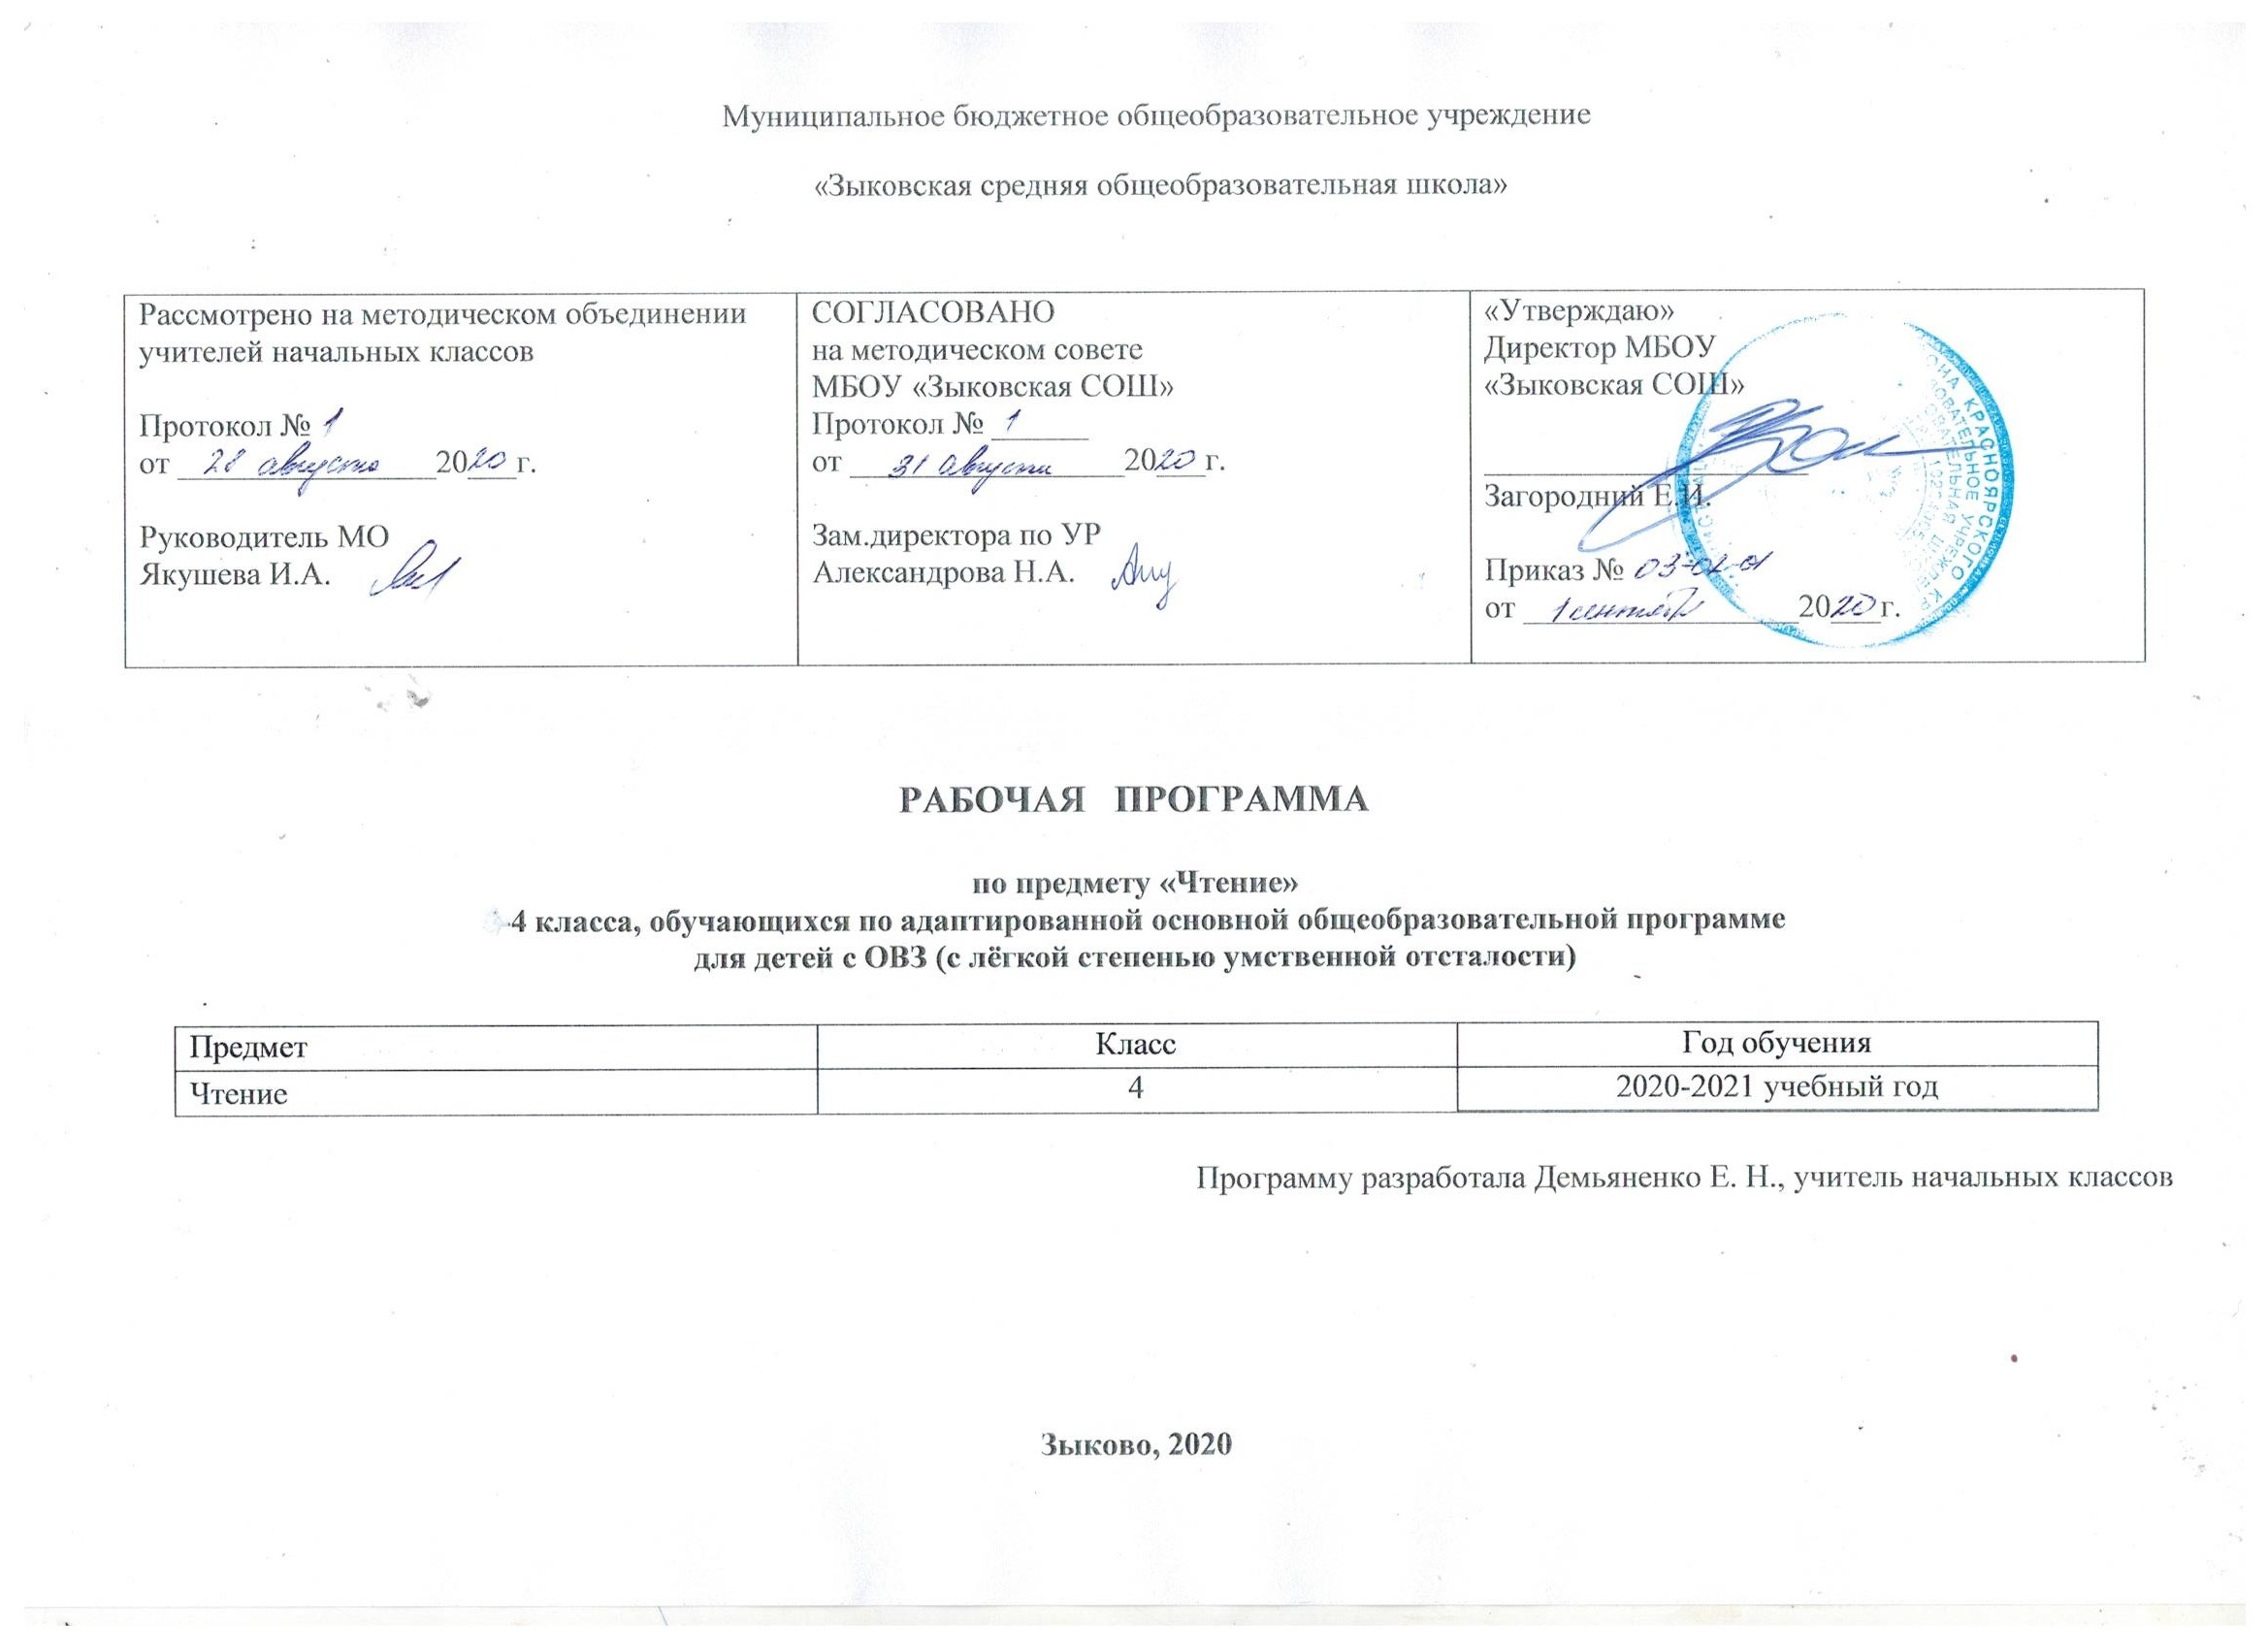 Муниципальное бюджетное общеобразовательное учреждение
«Зыковская средняя общеобразовательная школа»
Рассмотрено на методическом объединении
учителей начальных классов
Протокол № 1
от 28 августа 2020 г.
Руководитель МО
Якушева И.А.
СОГЛАСОВАНО
на методическом совете
МБОУ «Зыковская СОШ»
Протокол № 1
от 31 августа 2020 г.
Зам.директора по УР
Александрова Н.А.
«Утверждаю»
Директор МБОУ
«Зыковская СОШ»
Загородний Е.И.
Приказ № 03-02-01
от 1 сентября 2020 г.
КРАСНОЯРСКОГО
РАБОЧАЯ ПРОГРАММА
по предмету «Чтение»
4 класса, обучающихся по адаптированной основной общеобразовательной программе
для детей с ОВЗ (с лёгкой степенью умственной отсталости)
Предмет Класс Год обучения
Чтение 4 2020-2021 учебный год
Программу разработала Демьяненко Е. Н., учитель начальных классов
Зыково, 2020